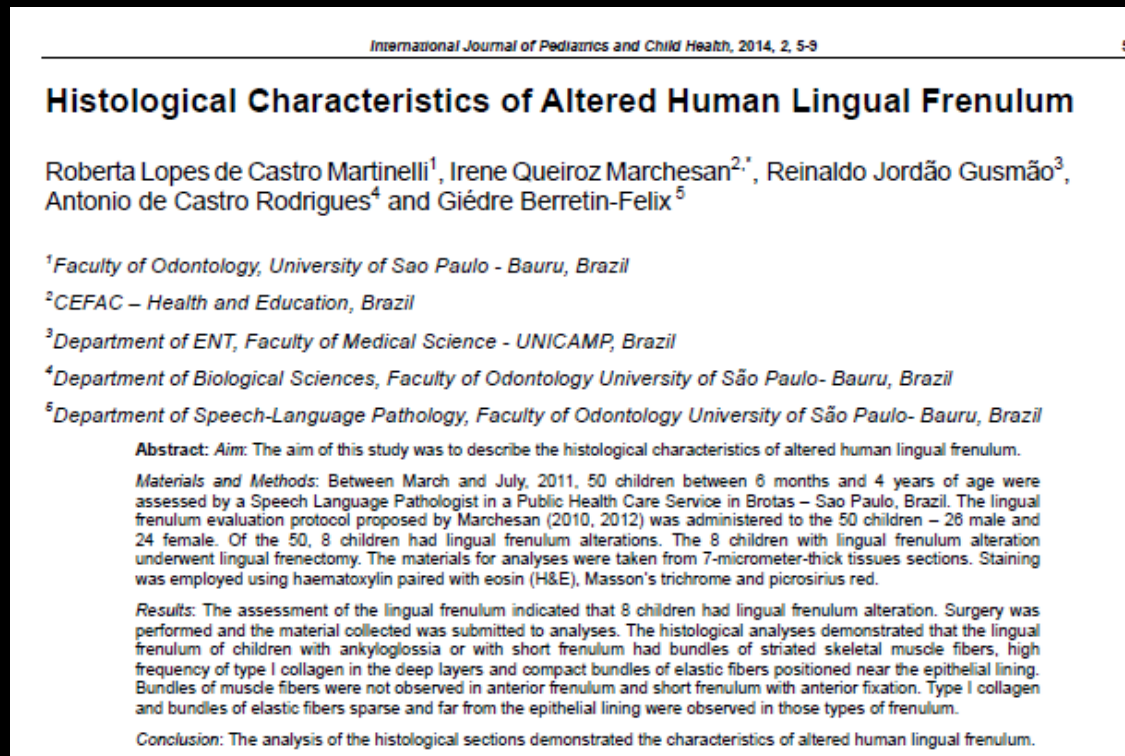 International Journal of Pediatrics and Child Health, 2014, 2, 5-9
Histological Characteristics of Altered Human Lingual Frenulum
Roberta Lopes de Castro Martinelli1, Irene Queiroz Marchesan2,*, Reinaldo Jordão Gusmão3,
Antonio de Castro Rodrigues4 and Giédre Berretin-Felix5
1Faculty of Odontology, University of Sao Paulo - Bauru, Brazil
2CEFAC – Health and Education, Brazil
3Department of ENT, Faculty of Medical Science - UNICAMP, Brazil
4Department of Biological Sciences, Faculty of Odontology University of São Paulo- Bauru, Brazil
5Department of Speech-Language Pathology, Faculty of Odontology University of São Paulo- Bauru, Brazil
Abstract: Aim: The aim of this study was to describe the histological characteristics of altered human lingual frenulum.
Materials and Methods: Between March and July, 2011, 50 children between 6 months and 4 years of age were
assessed by a Speech Language Pathologist in a Public Health Care Service in Brotas – Sao Paulo, Brazil. The lingual
frenulum evaluation protocol proposed by Marchesan (2010, 2012) was administered to the 50 children – 26 male and
24 female. Of the 50, 8 children had lingual frenulum alterations. The 8 children with lingual frenulum alteration
underwent lingual frenectomy. The materials for analyses were taken from 7-micrometer-thick tissues sections. Staining
was employed using haematoxylin paired with eosin (H&E), Masson's trichrome and picrosirius red.
Results: The assessment of the lingual frenulum indicated that 8 children had lingual frenulum alteration. Surgery was
performed and the material collected was submitted to analyses. The histological analyses demonstrated that the lingual
frenulum of children with ankyloglossia or with short frenulum had bundles of striated skeletal muscle fibers, high
frequency of type I collagen in the deep layers and compact bundles of elastic fibers positioned near the epithelial lining.
Bundles of muscle fibers were not observed in anterior frenulum and short frenulum with anterior fixation. Type I collagen
and bundles of elastic fibers sparse and far from the epithelial lining were observed in those types of frenulum.
Conclusion: The analysis of the histological sections demonstrated the characteristics of altered human lingual frenulum.